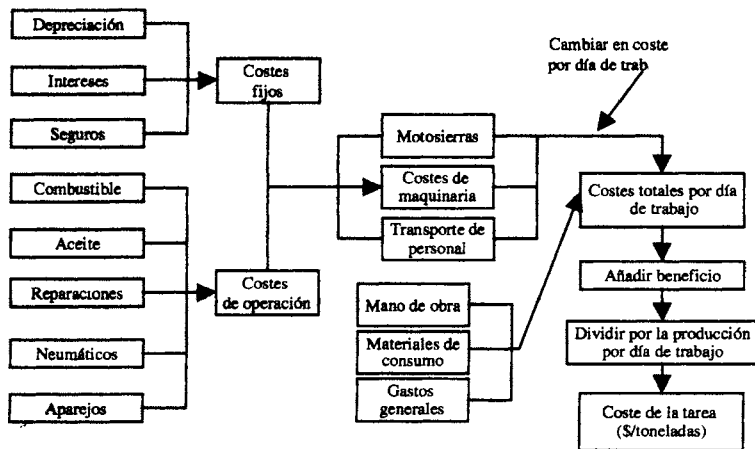 Depreciación
Intereses
Seguros
Combustible
Aceite
Reparaciones
Neumáticos
Aparejos
Costes
fijos
Costes
de operación
Motosierras
Costes de
maquinaria
Transporte de
personal
Mano de obra
Materiales de
consumo
Gastos
generales
Cambiar en coste
por día de trab
Costes totales por día
de trabajo
Añadir beneficio
Dividir por la producción
por día de trabajo
Coste de la tarea
($/toneladas)